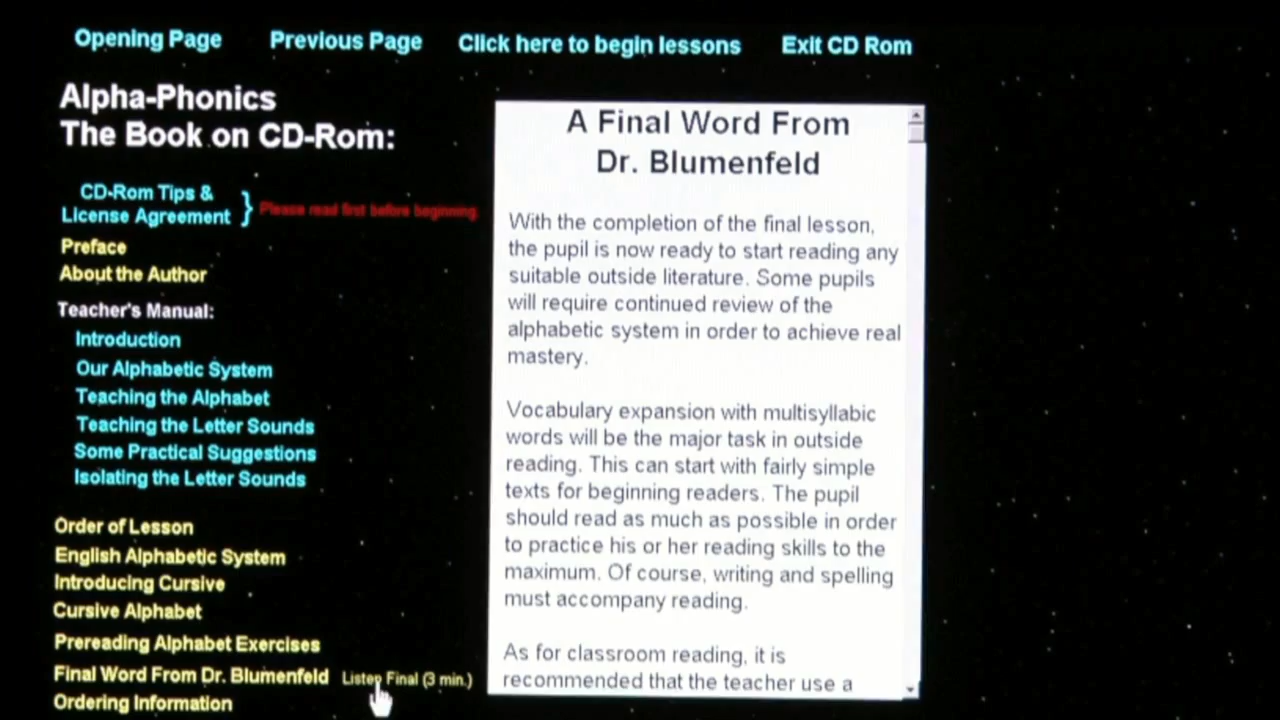 Opening Page
Previous Page
Click here to begin lessons
Exit CD Rom
Alpha-Phonics
The Book on CD-Rom:
CD-Rom Tips &
License Agreement
} Please read first before beginning.
Preface
About the Author
Teacher's Manual:
Introduction
Our Alphabetic System
Teaching the Alphabet
Teaching the Letter Sounds
Some Practical Suggestions
Isolating the Letter Sounds
Order of Lesson
English Alphabetic System
Introducing Cursive
Cursive Alphabet
Prereading Alphabet Exercises
Final Word From Dr. Blumenfeld
Listen Final (3 min.)
Ordering Information
A Final Word From
Dr. Blumenfeld
With the completion of the final lesson,
the pupil is now ready to start reading any
suitable outside literature. Some pupils
will require continued review of the
alphabetic system in order to achieve real
mastery.
Vocabulary expansion with multisyllabic
words will be the major task in outside
reading. This can start with fairly simple
texts for beginning readers. The pupil
should read as much as possible in order
to practice his or her reading skills to the
maximum. Of course, writing and spelling
must accompany reading.
As for classroom reading, it is
recommended that the teacher use a